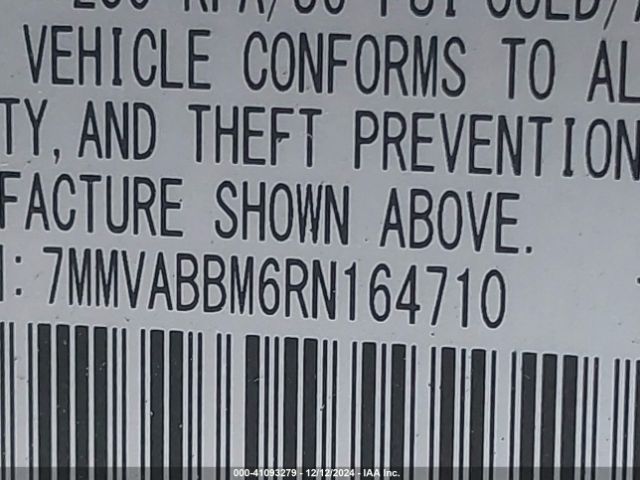 VEHICLE CONFORMS TO AL
TY, AND THEFT PREVENTION
FACTURE SHOWN ABOVE.
: 7MMVABBM6RN164710
000-41093279 - 12/12/2024 - IAA Inc.